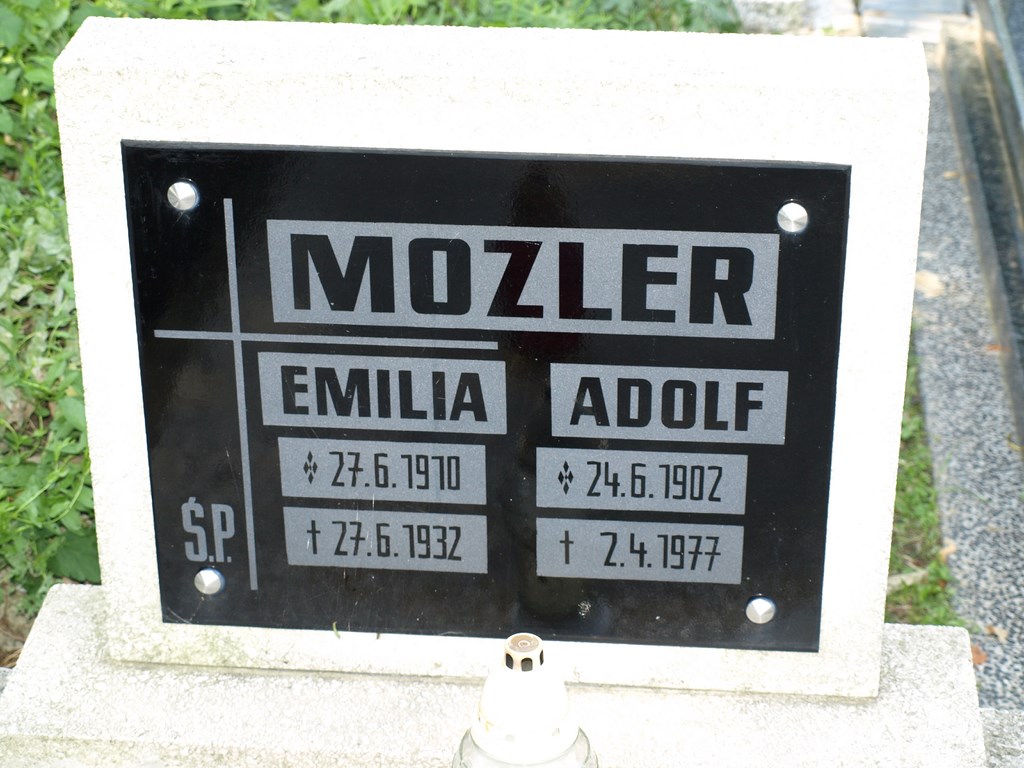 MOZLER
EMILIA
27.6.1910
† 27.6.1932
ADOLF
24.6.1902
† 2.4.1977
Ś.P.